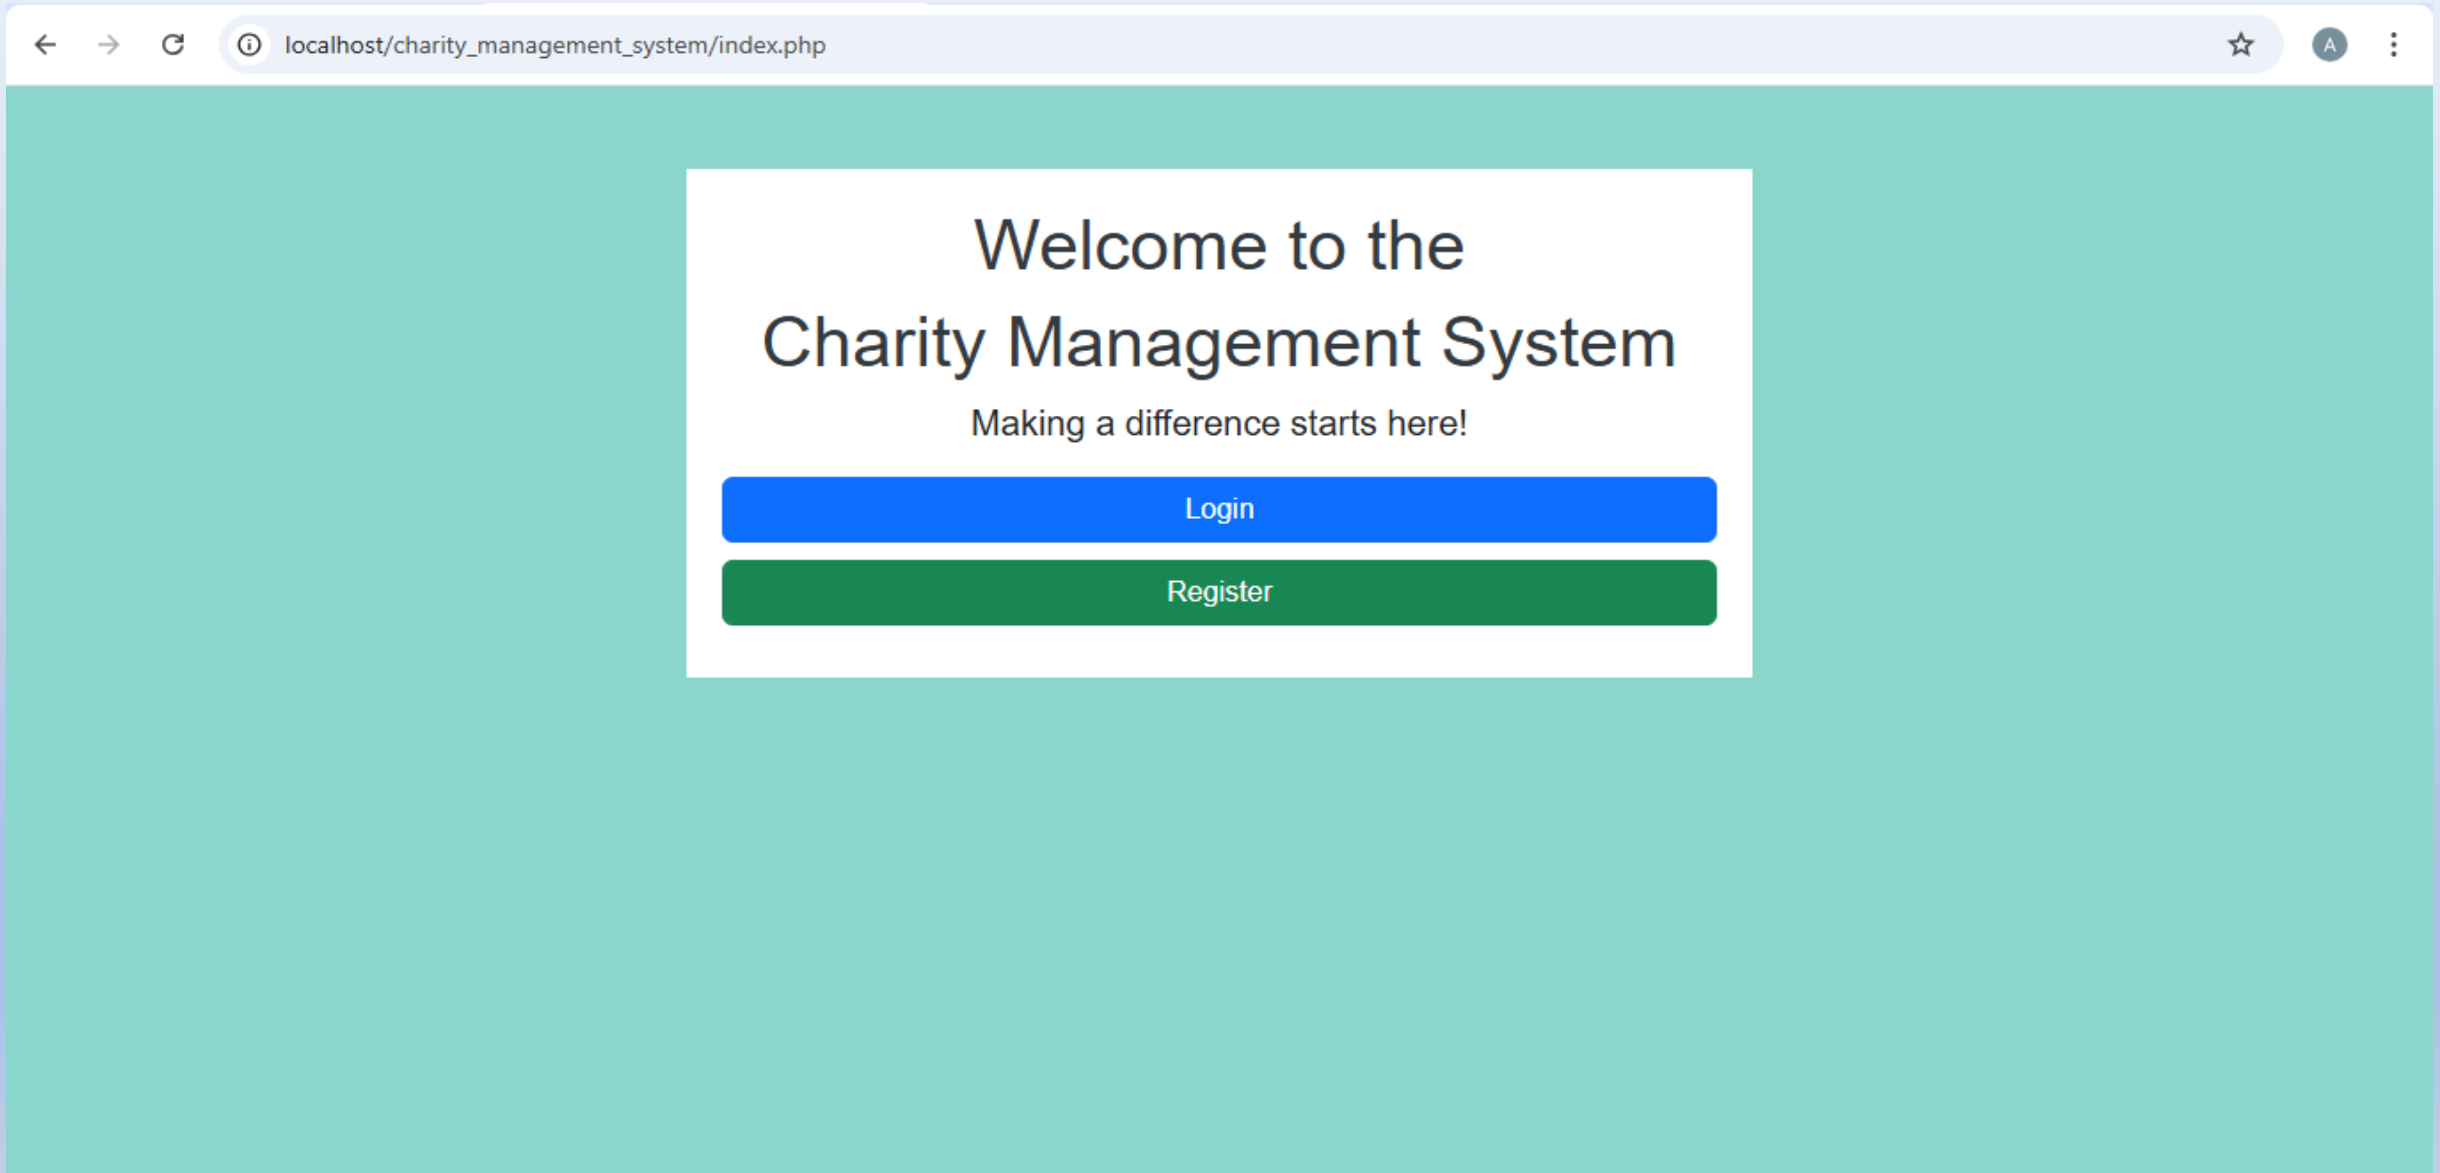 localhost/charity_management_system/index.php
A
Welcome to the
Charity Management System
Making a difference starts here!
Login
Register